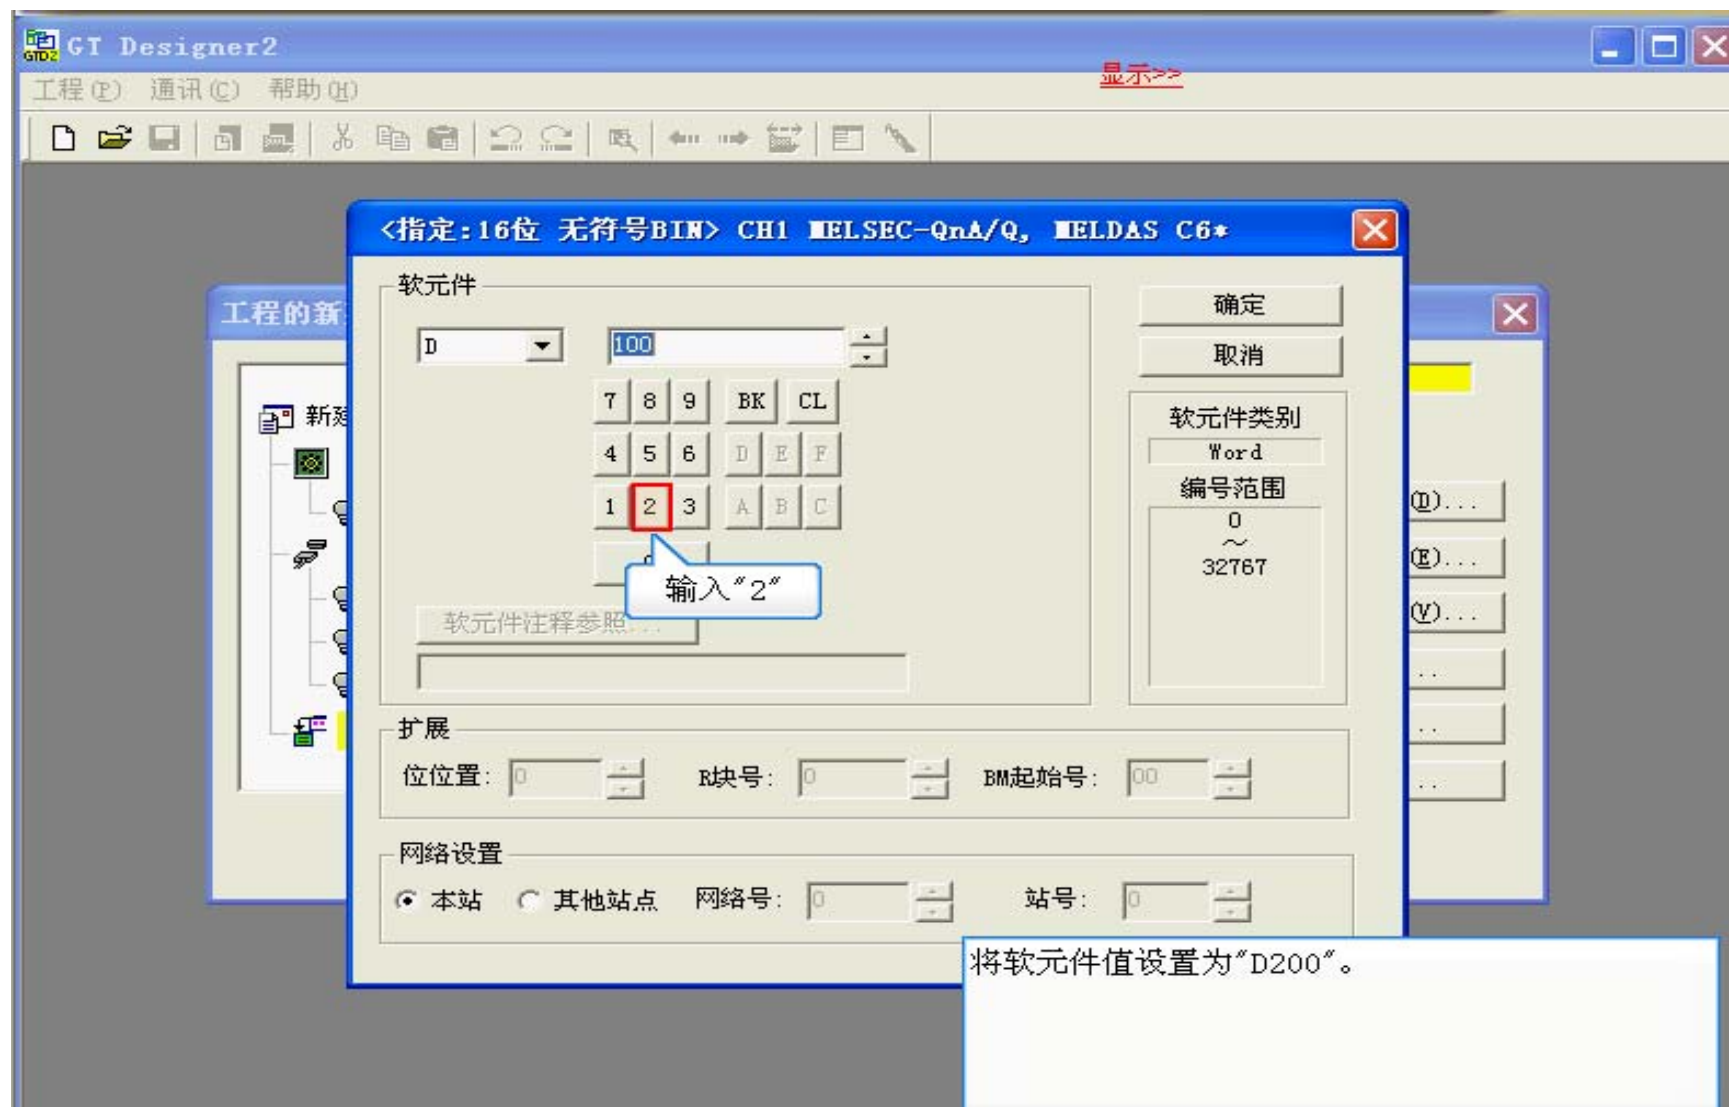 GT Designer2
工程(P) 通讯(C) 帮助(H)
显示>>
<指定:16位 无符号BIN> CH1 MELSEC-QnA/Q, MELDAS C6*
工程的新
新建
软元件
D 100
7 8 9 BK CL
4 5 6 D E F
1 2 3 A B C
输入"2"
软元件注释参照...
确定
取消
软元件类别
Word
编号范围
0
～
32767
(D)...
(E)...
(V)...
..
..
..
扩展
位位置: 0 R块号: 0 BM起始号: 00
网络设置
本站 其他站点 网络号: 0 站号: 0
将软元件值设置为"D200"。